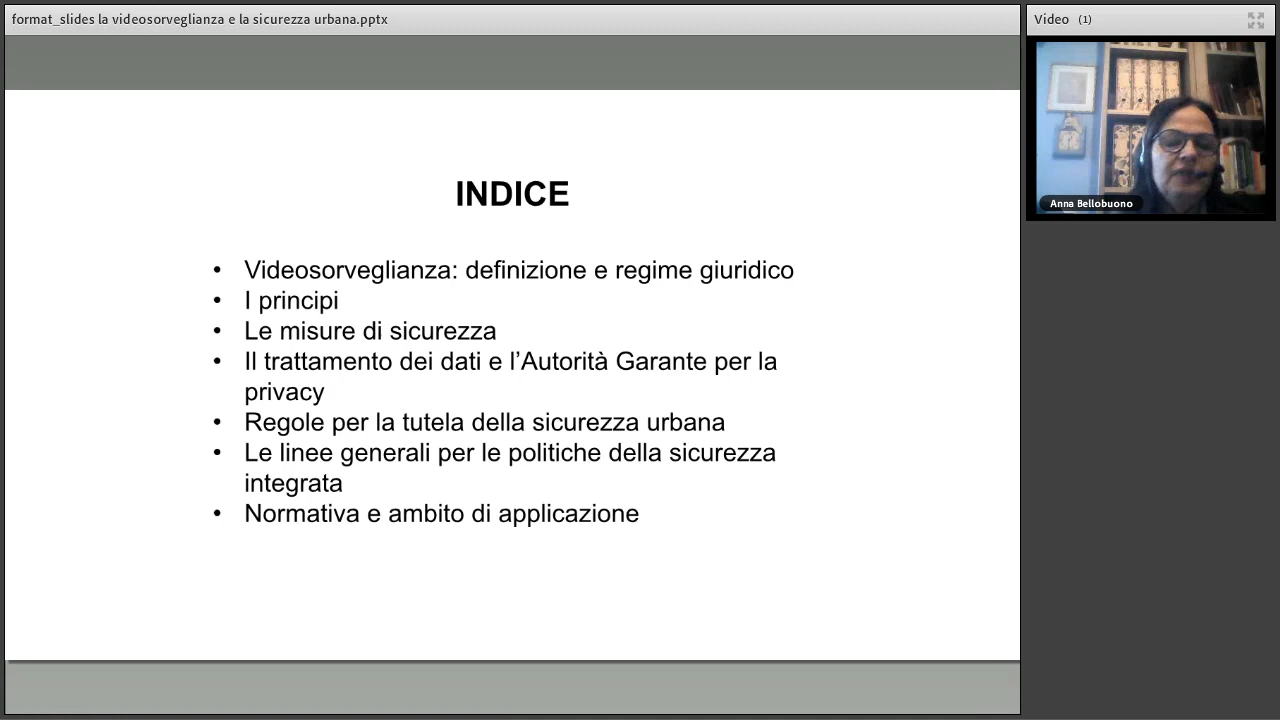 format_slides la videosorveglianza e la sicurezza urbana.pptx
Video (1)
Anna Bellobuono
INDICE
• Videosorveglianza: definizione e regime giuridico
• I principi
• Le misure di sicurezza
• Il trattamento dei dati e l’Autorità Garante per la
privacy
• Regole per la tutela della sicurezza urbana
• Le linee generali per le politiche della sicurezza
integrata
• Normativa e ambito di applicazione